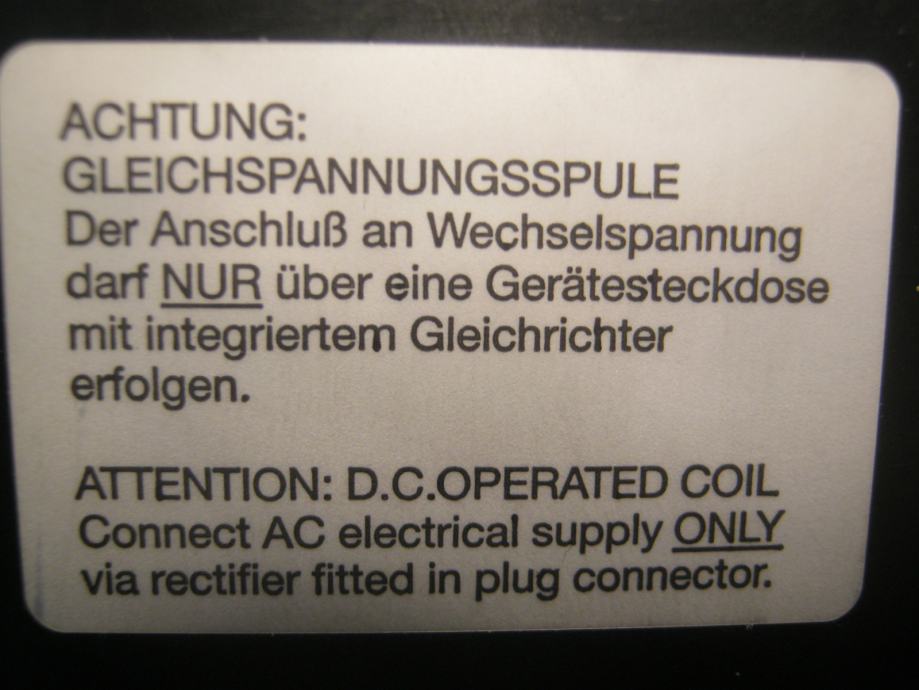 ACHTUNG:
GLEICHSPANNUNGSSPULE
Der Anschluß an Wechselspannung
darf NUR über eine Gerätesteckdose
mit integriertem Gleichrichter
erfolgen.
ATTENTION: D.C.OPERATED COIL
Connect AC electrical supply ONLY
via rectifier fitted in plug connector.